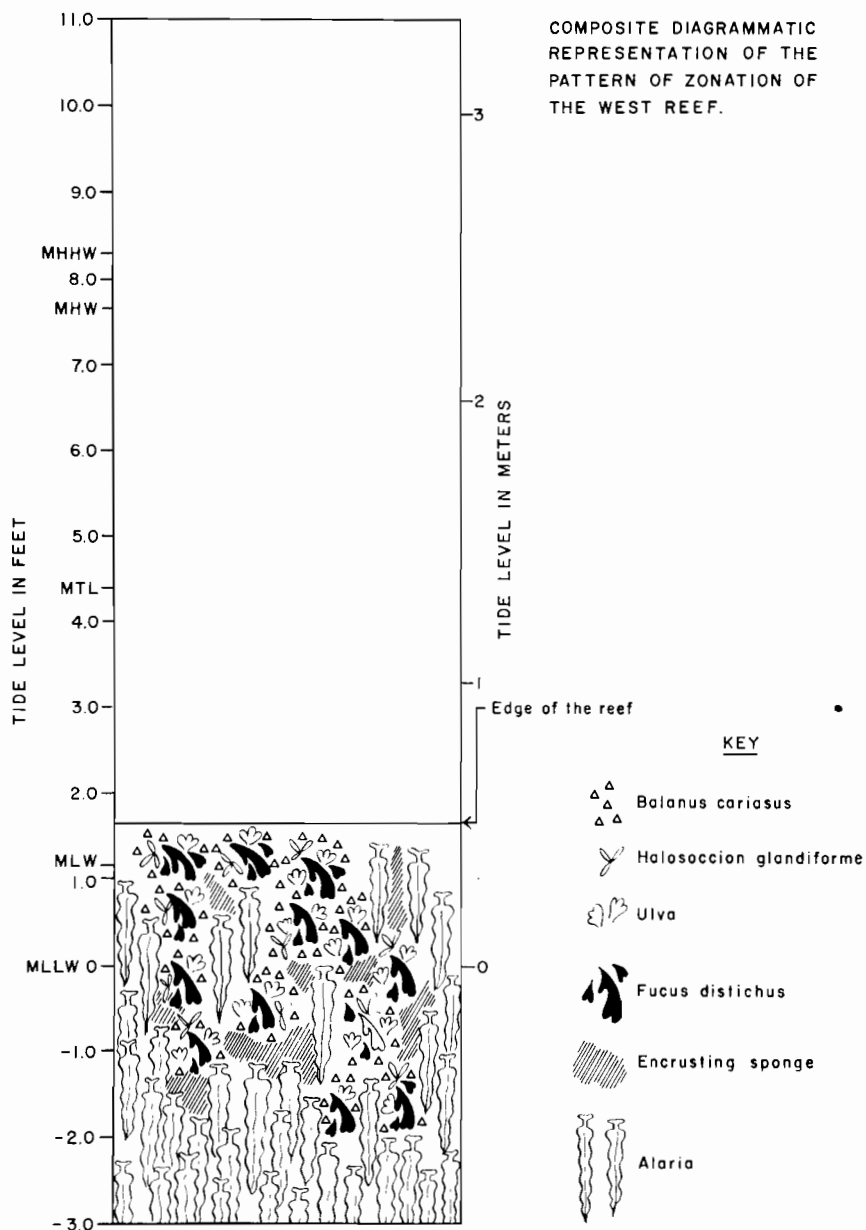 COMPOSITE DIAGRAMMATIC
REPRESENTATION OF THE
PATTERN OF ZONATION OF
THE WEST REEF.
TIDE LEVEL IN FEET
11.0
10.0
9.0
MHHW
8.0
MHW
7.0
6.0
5.0
MTL
4.0
3.0
2.0
MLW
1.0
MLLW 0
-1.0
-2.0
-3.0
TIDE LEVEL IN METERS
3
2
1
0
Edge of the reef
KEY
Balanus cariasus
Halosoccion glandiforme
Ulva
Fucus distichus
Encrusting sponge
Alaria